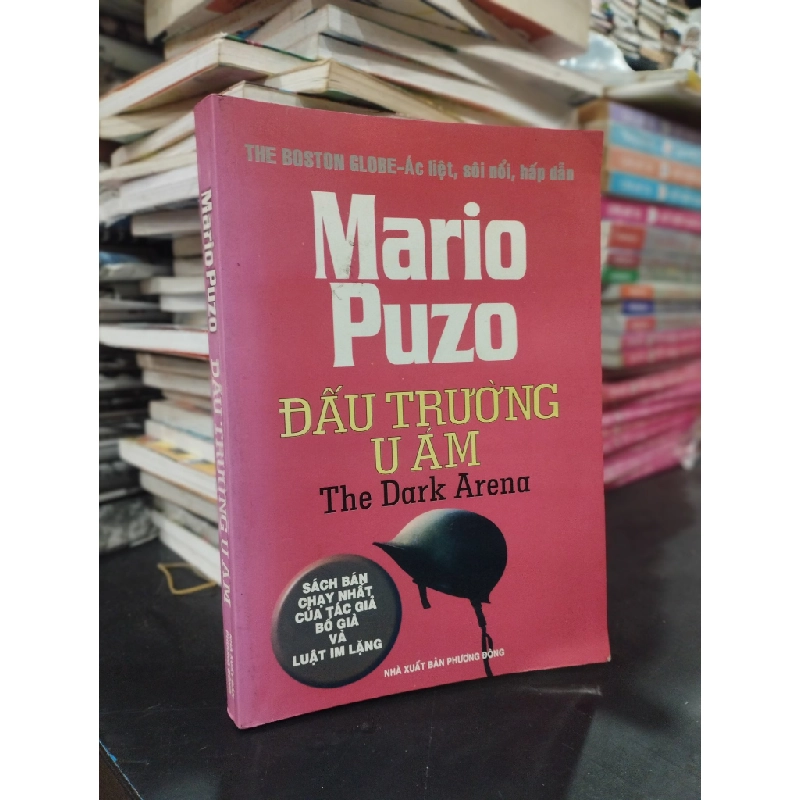 THE BOSTON GLOBE-Ác liệt, sôi nổi, hấp dẫn
Mario
Puzo
ĐẤU TRƯỜNG
U ÁM
The Dark Arena
SÁCH BÁN
CHẠY NHẤT
CỦA TÁC GIẢ
BỐ GIÀ
VÀ
LUẬT IM LẶNG
NHÀ XUẤT BẢN PHƯƠNG ĐÔNG
Mario Puzo ĐẤU TRƯỜNG U ÁM